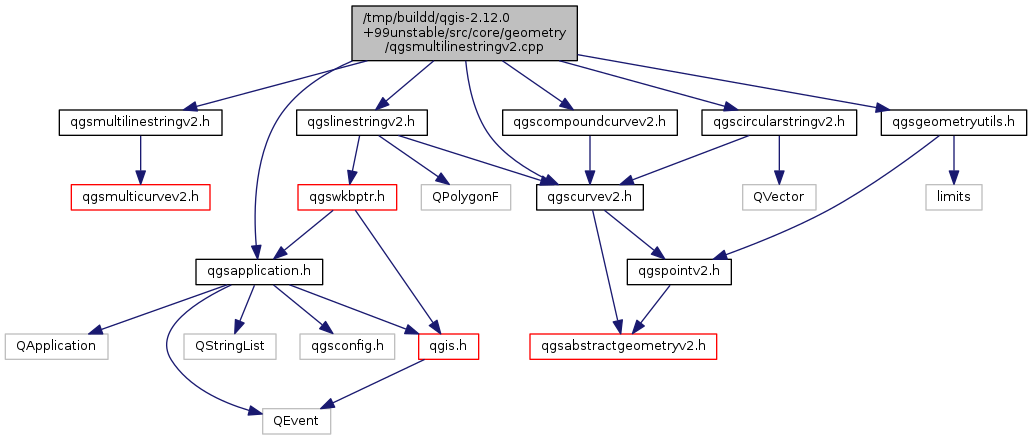 /tmp/buildd/qgis-2.12.0
+99unstable/src/core/geometry
/qgsmultilinestringv2.cpp
qgsmultilinestringv2.h
qgslinestringv2.h
qgscompoundcurvev2.h
qgscircularstringv2.h
qgsgeometryutils.h
qgsmulticurvev2.h
qgswkbptr.h
QPolygonF
qgscurvev2.h
QVector
limits
qgsapplication.h
qgspointv2.h
QApplication
QStringList
qgsconfig.h
qgis.h
qgsabstractgeometryv2.h
QEvent